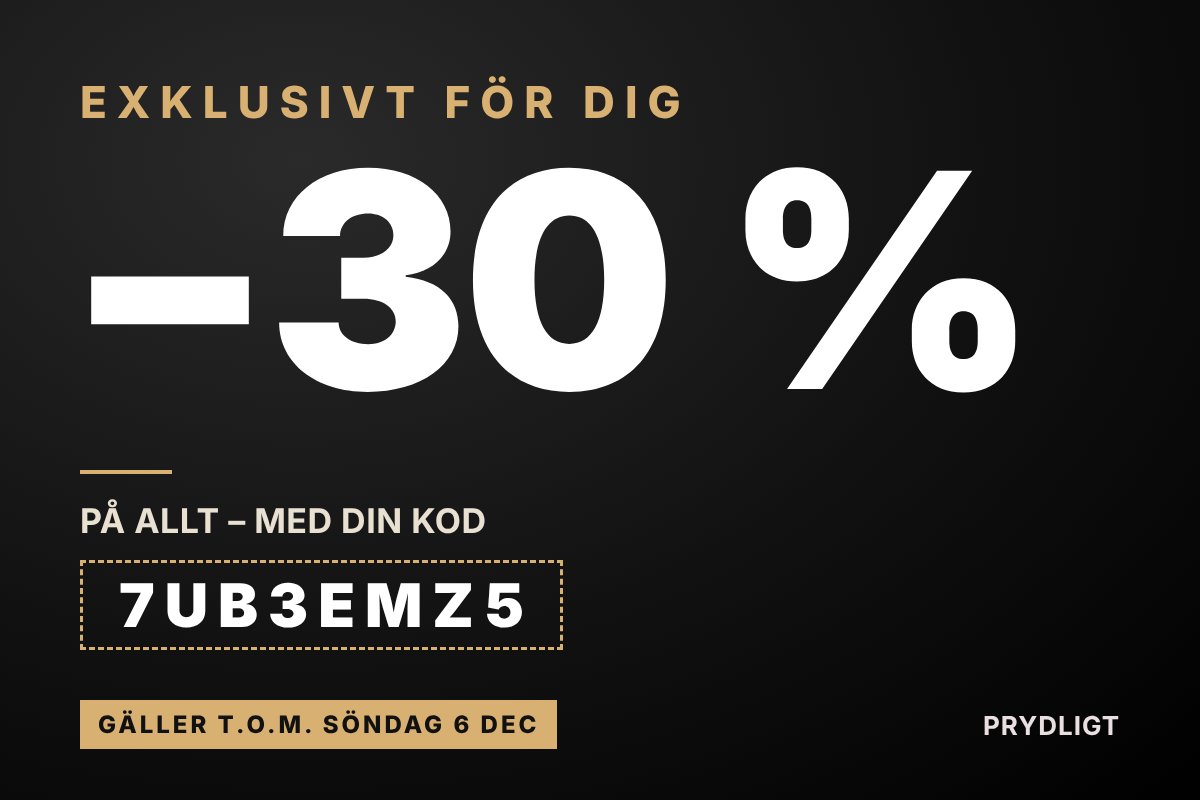 EXKLUSIVT FÖR DIG
–30 %
PÅ ALLT – MED DIN KOD
7UB3EMZ5
GÄLLER T.O.M. SÖNDAG 6 DEC
PRYDLIGT